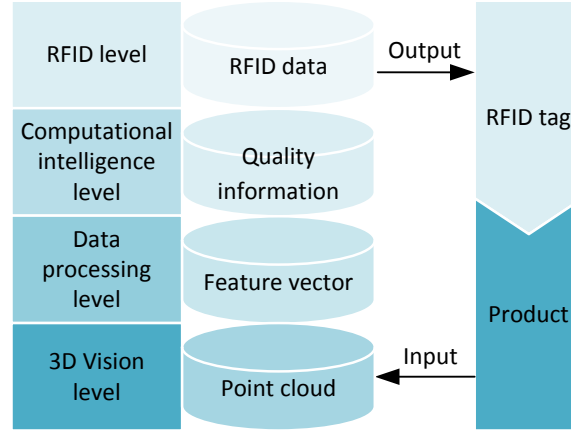 RFID level
RFID data
Output
RFID tag
Computational
intelligence
level
Quality
information
Data
processing
level
Feature vector
Product
3D Vision
level
Point cloud
Input